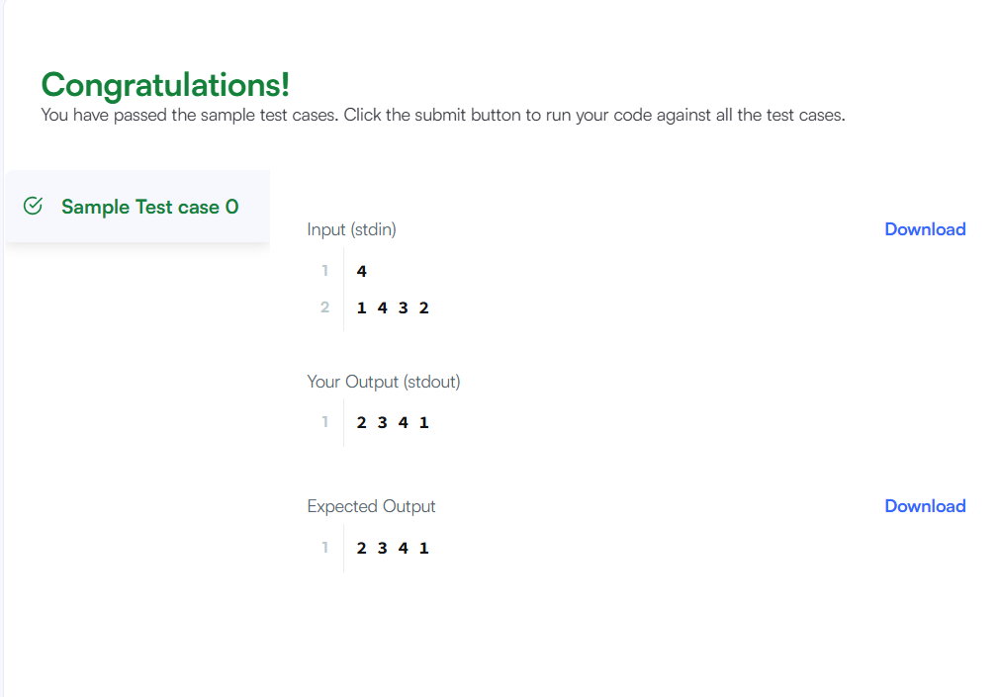 Congratulations!
You have passed the sample test cases. Click the submit button to run your code against all the test cases.
Sample Test case 0
Input (stdin)
Download
1 4
2 1 4 3 2
Your Output (stdout)
1 2 3 4 1
Expected Output
Download
1 2 3 4 1